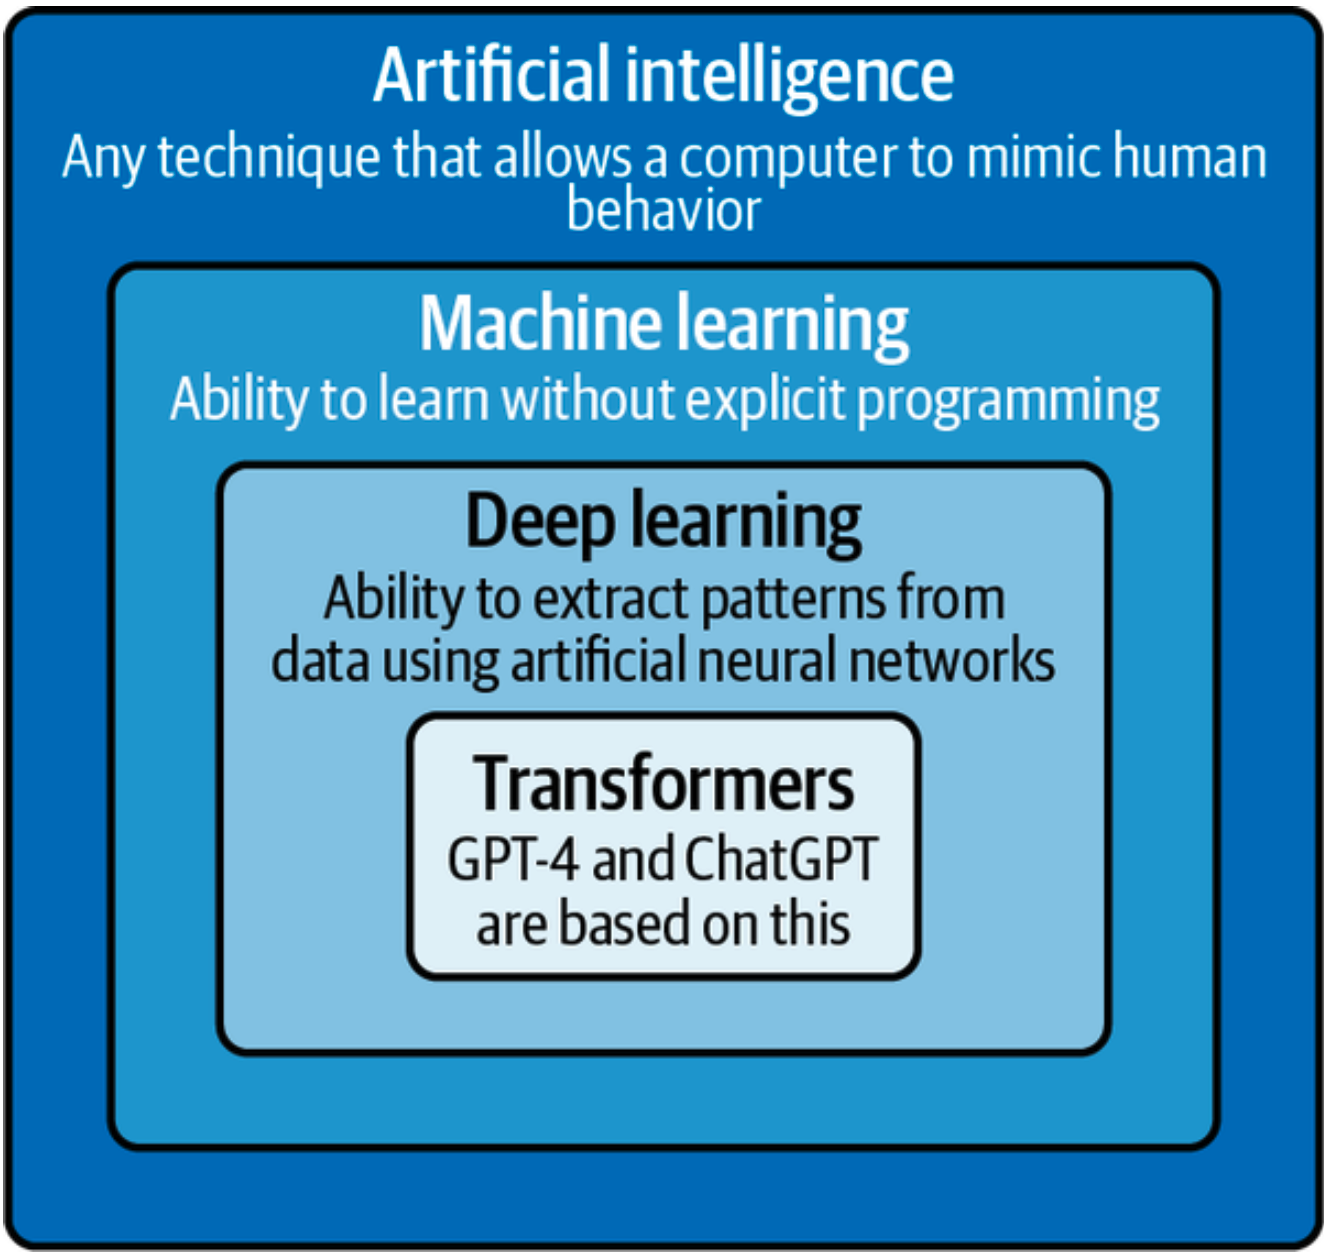 Artificial intelligence
Any technique that allows a computer to mimic human
behavior
Machine learning
Ability to learn without explicit programming
Deep learning
Ability to extract patterns from
data using artificial neural networks
Transformers
GPT-4 and ChatGPT
are based on this